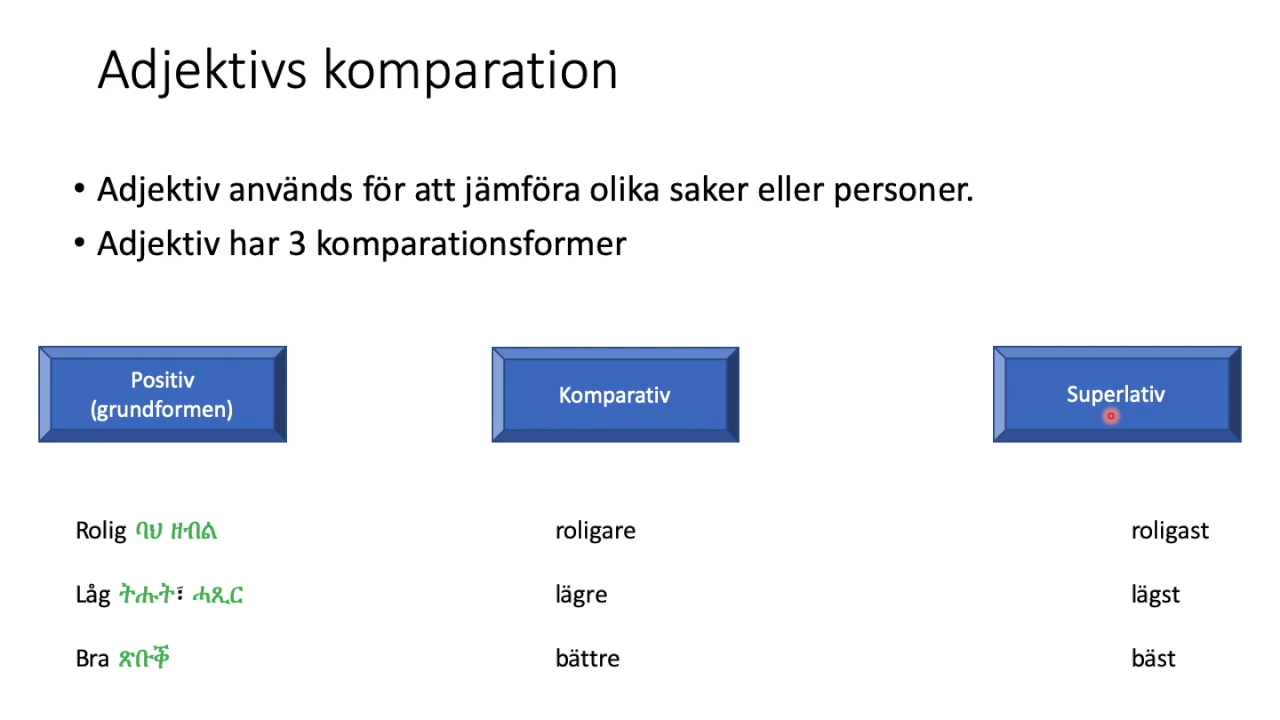 Adjektivs komparation
• Adjektiv används för att jämföra olika saker eller personer.
• Adjektiv har 3 komparationsformer
Positiv
(grundformen)
Komparativ
Superlativ
Rolig ባህ ዘብል roligare roligast
Låg ትሑት፣ ሓጺር lägre lägst
Bra ጽቡቕ bättre bäst